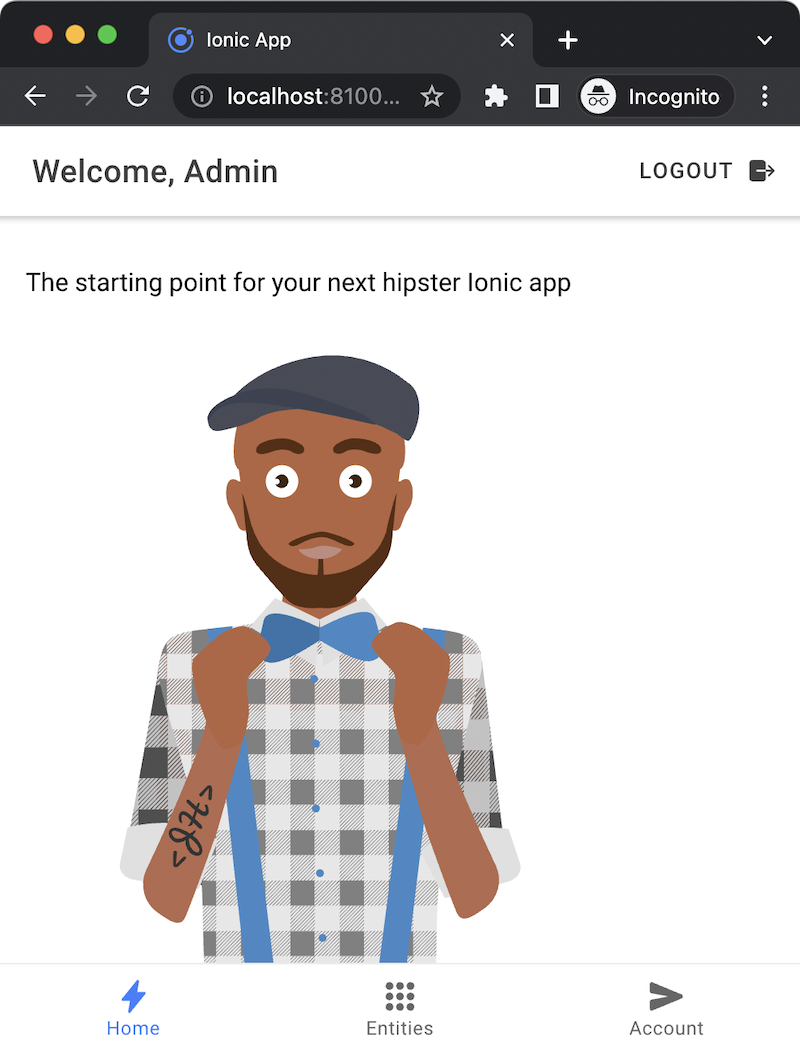 Ionic App
localhost:8100...
Incognito
Welcome, Admin
LOGOUT
The starting point for your next hipster Ionic app
<JH>
Home
Entities
Account